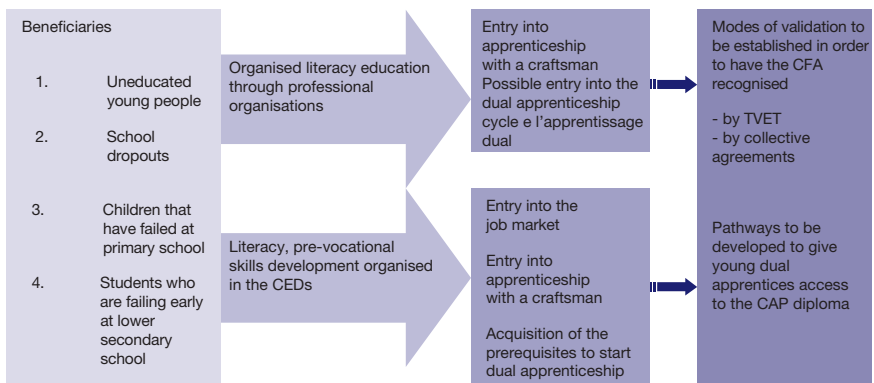 Beneficiaries
1. Uneducated
young people
2. School
dropouts
3. Children that
have failed at
primary school
4. Students who
are failing early
at lower
secondary
school
Organised literacy education
through professional
organisations
Literacy, pre-vocational
skills development organised
in the CEDs
Entry into
apprenticeship
with a craftsman
Possible entry into the
dual apprenticeship
cycle e l’apprentissage
dual
Entry into the
job market
Entry into
apprenticeship
with a craftsman
Acquisition of the
prerequisites to start
dual apprenticeship
Modes of validation to
be established in order
to have the CFA
recognised
- by TVET
- by collective
agreements
Pathways to be
developed to give
young dual
apprentices access
to the CAP diploma